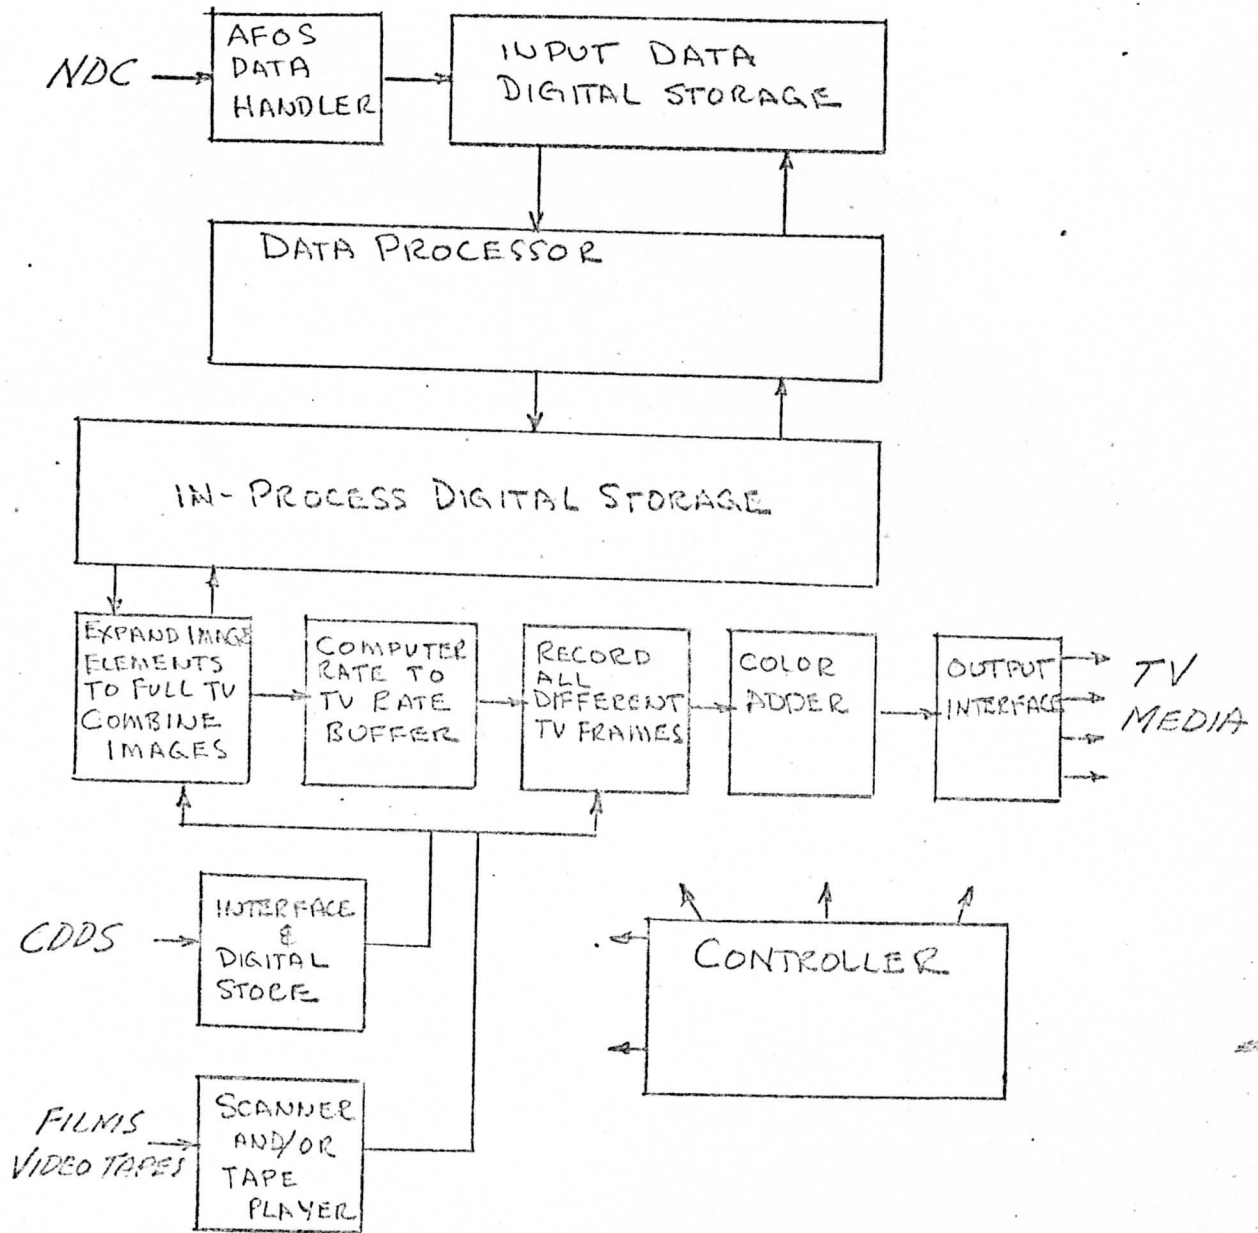 NDC
AFOS
DATA
HANDLER
INPUT DATA
DIGITAL STORAGE
DATA PROCESSOR
IN-PROCESS DIGITAL STORAGE
EXPAND IMAGE
ELEMENTS
TO FULL TV
COMBINE
IMAGES
COMPUTER
RATE TO
TV RATE
BUFFER
RECORD
ALL
DIFFERENT
TV FRAMES
COLOR
ADDER
OUTPUT
INTERFACE
TV
MEDIA
CDDS
INTERFACE
&
DIGITAL
STORE
CONTROLLER
FILMS
VIDEO TAPES
SCANNER
AND/OR
TAPE
PLAYER